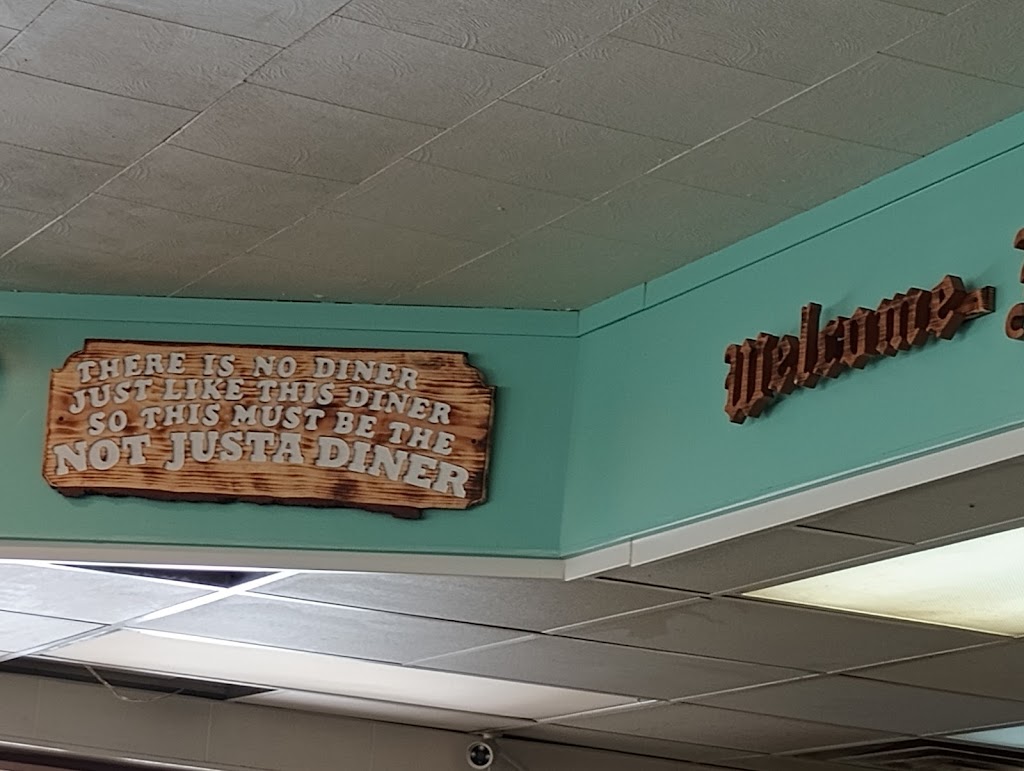 THERE IS NO DINER
JUST LIKE THIS DINER
SO THIS MUST BE THE
NOT JUSTA DINER
Welcome